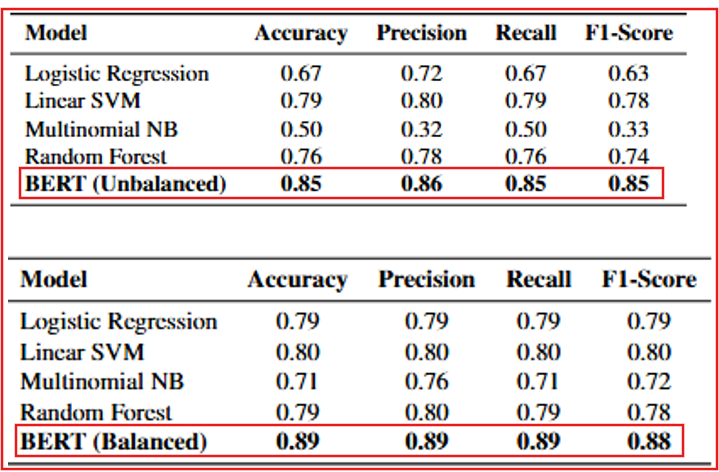 Model Accuracy Precision Recall F1-Score
Logistic Regression 0.67 0.72 0.67 0.63
Linear SVM 0.79 0.80 0.79 0.78
Multinomial NB 0.50 0.32 0.50 0.33
Random Forest 0.76 0.78 0.76 0.74
BERT (Unbalanced) 0.85 0.86 0.85 0.85
Model Accuracy Precision Recall F1-Score
Logistic Regression 0.79 0.79 0.79 0.79
Linear SVM 0.80 0.80 0.80 0.80
Multinomial NB 0.71 0.76 0.71 0.72
Random Forest 0.79 0.80 0.79 0.78
BERT (Balanced) 0.89 0.89 0.89 0.88